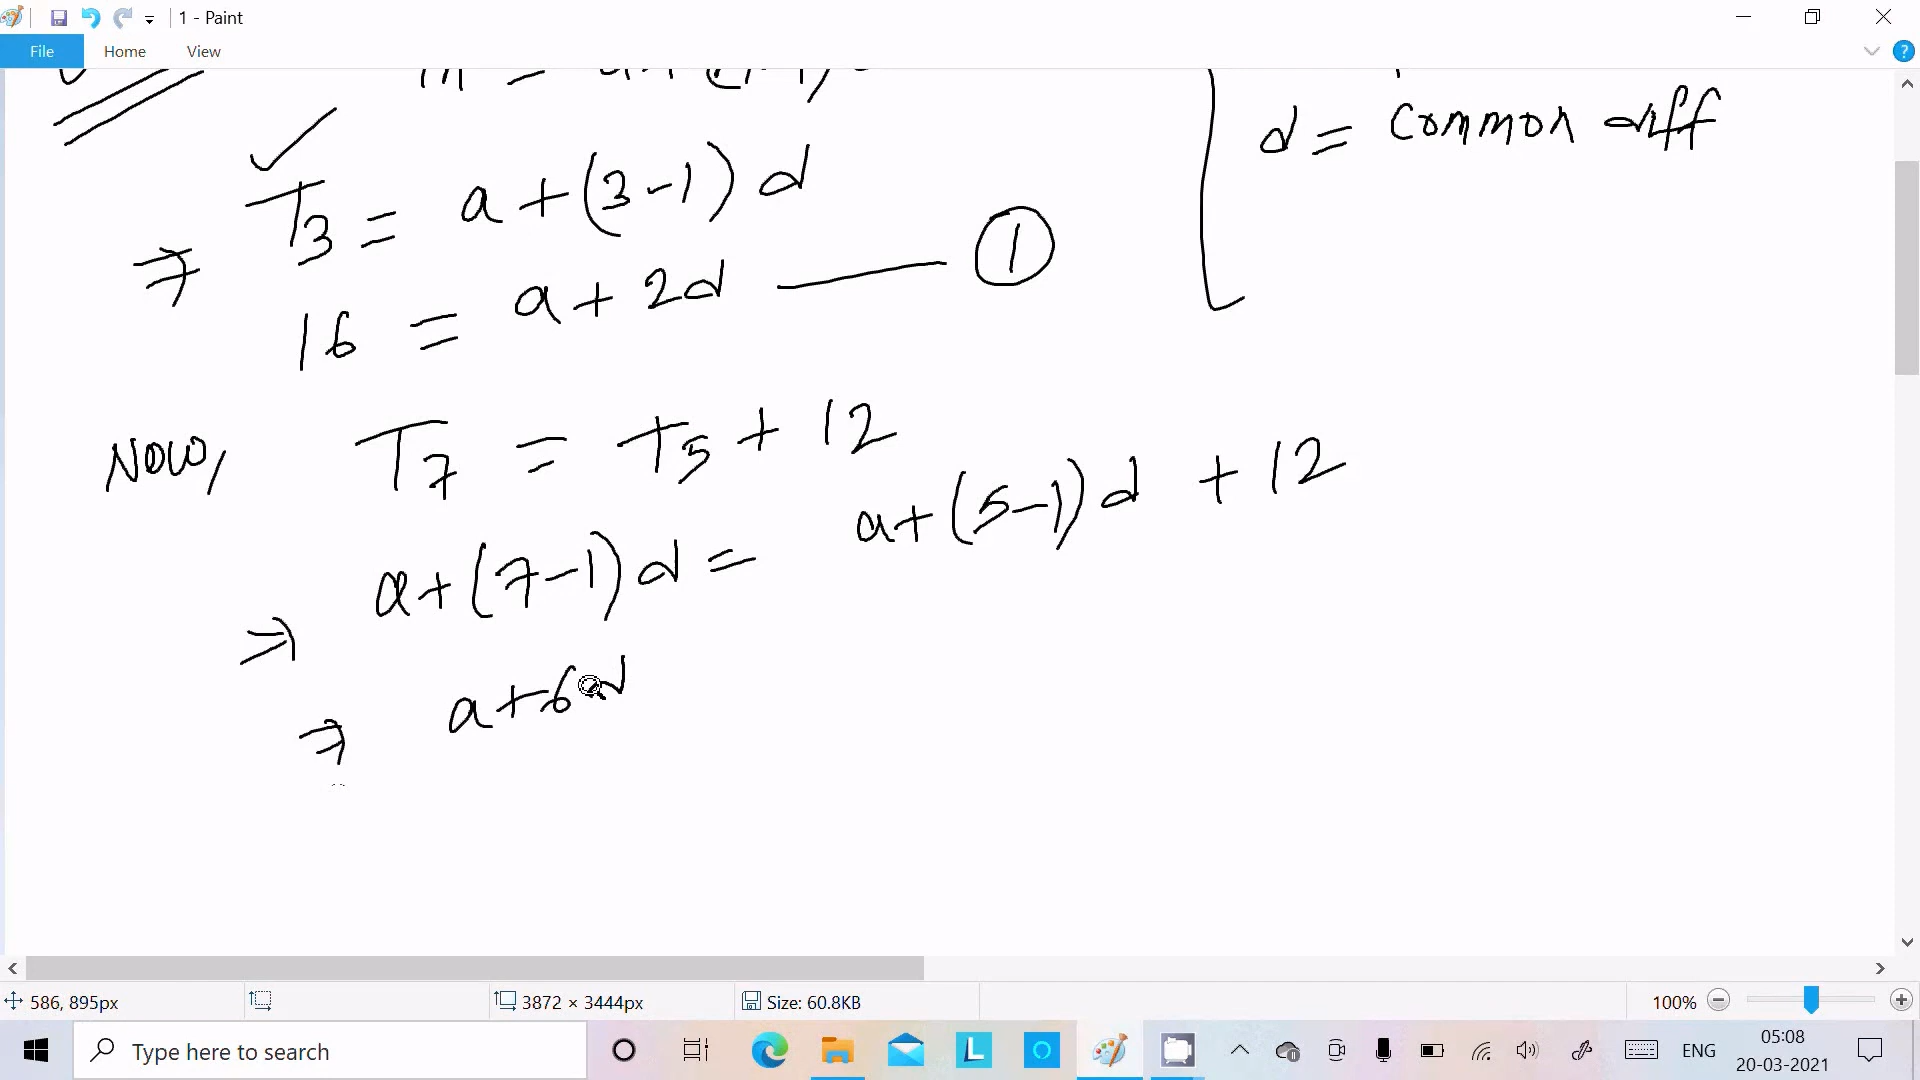 1 - Paint
File Home View
d = common diff
T3 = a + (3-1) d
⇒ 16 = a + 2d —— 1
Now, T7 = T5 + 12
⇒ a + (7-1) d = a + (5-1) d + 12
⇒ a + 6d
586, 895px 3872 × 3444px Size: 60.8KB 100%
Type here to search ENG 05:08
20-03-2021